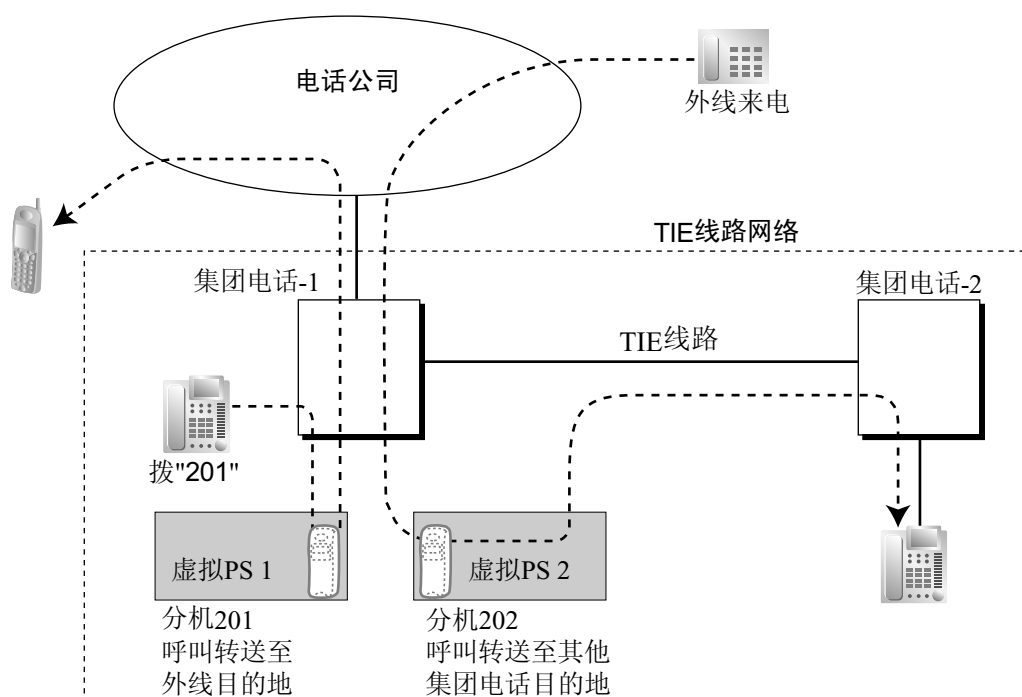 电话公司
外线来电
TIE线路网络
集团电话-1
集团电话-2
TIE线路
拨"201"
虚拟PS 1
虚拟PS 2
分机201
呼叫转送至
外线目的地
分机202
呼叫转送至其他
集团电话目的地